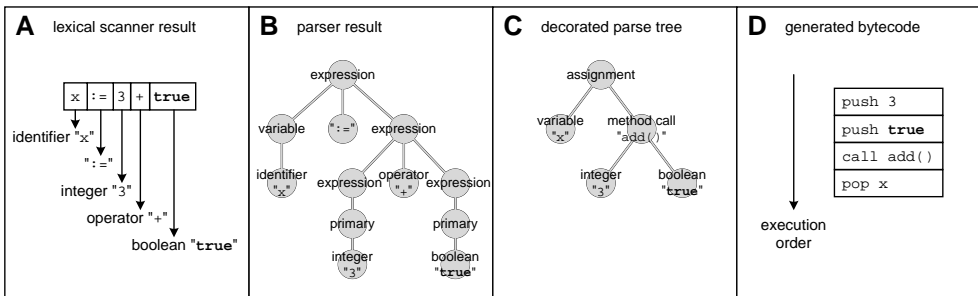 A lexical scanner result
x := 3 + true
identifier "x"
":="
integer "3"
operator "+"
boolean "true"
B parser result
expression
variable ":=" expression
identifier "x" expression operator "+" expression
primary primary
integer "3" boolean "true"
C decorated parse tree
assignment
variable "x" method call "add()"
integer "3" boolean "true"
D generated bytecode
push 3
push true
call add()
pop x
execution
order